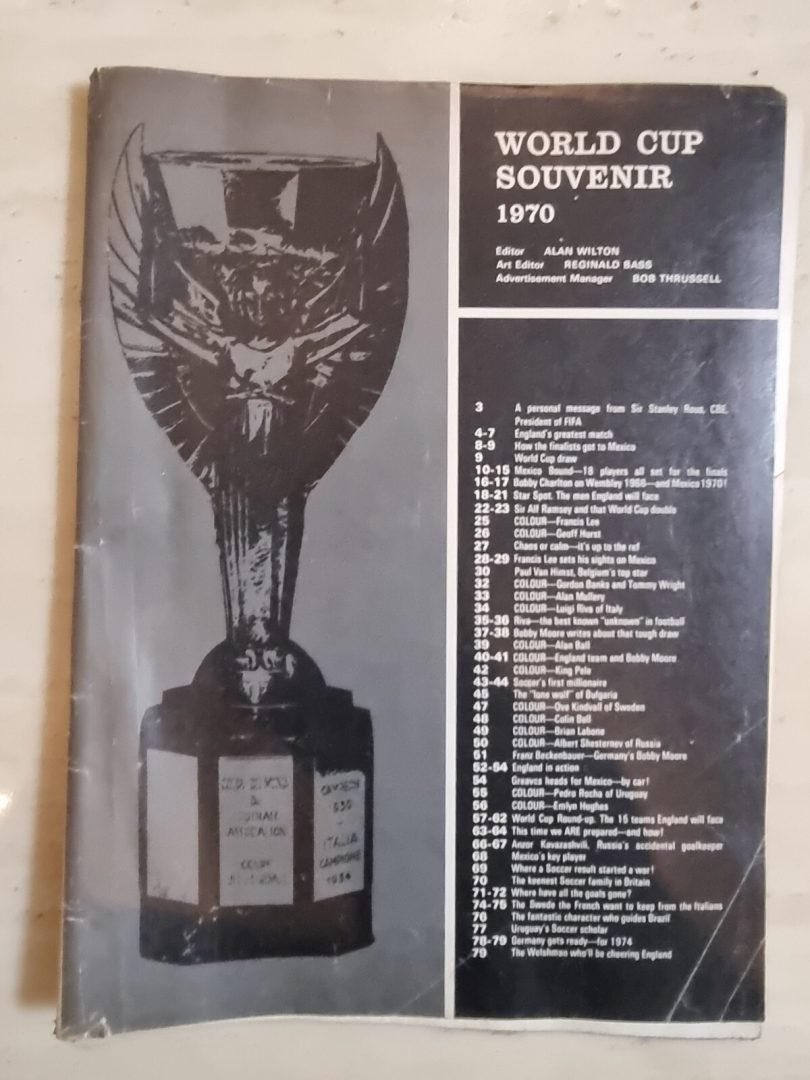 WORLD CUP
SOUVENIR
1970
Editor ALAN WILTON
Art Editor REGINALD BASS
Advertisement Manager BOB THRUSSELL
3 A personal message from Sir Stanley Rous, CBE,
President of FIFA
4-7 England's greatest match
8-9 How the finalists got to Mexico
9 World Cup draw
10-15 Mexico Bound—18 players all set for the finals
16-17 Bobby Charlton on Wembley 1966—and Mexico 1970!
18-21 Star Spot. The men England will face
22-23 Sir Alf Ramsey and that World Cup double
25 COLOUR—Francis Lee
26 COLOUR—Geoff Hurst
27 Chaos or calm—it's up to the ref
28-29 Francis Lee sets his sights on Mexico
30 Paul Van Himst, Belgium's top star
32 COLOUR—Gordon Banks and Tommy Wright
33 COLOUR—Alan Mullery
34 COLOUR—Luigi Riva of Italy
35-36 Riva—the best known "unknown" in football
37-38 Bobby Moore writes about that tough draw
39 COLOUR—Alan Ball
40-41 COLOUR—England team and Bobby Moore
42 COLOUR—King Pele
43-44 Soccer's first millionaire
45 The "lone wolf" of Bulgaria
47 COLOUR—Ove Kindvall of Sweden
48 COLOUR—Colin Bell
49 COLOUR—Brian Labone
50 COLOUR—Albert Shesternev of Russia
51 Franz Beckenbauer—Germany's Bobby Moore
52-54 England in action
54 Greaves heads for Mexico—by car!
55 COLOUR—Pedro Rocha of Uruguay
56 COLOUR—Emlyn Hughes
57-62 World Cup Round-up. The 15 teams England will face
63-64 This time we ARE prepared—and how!
66-67 Anzor Kavazashvili, Russia's accidental goalkeeper
68 Mexico's key player
69 Where a Soccer result started a war!
70 The keenest Soccer family in Britain
71-72 Where have all the goals gone?
74-75 The Swede the French want to keep from the Italians
76 The fantastic character who guides Brazil
77 Uruguay's Soccer scholar
78-79 Germany gets ready—for 1974
79 The Welshman who'll be cheering England
ASSOCIATION
ITALIA
CAMPIONE